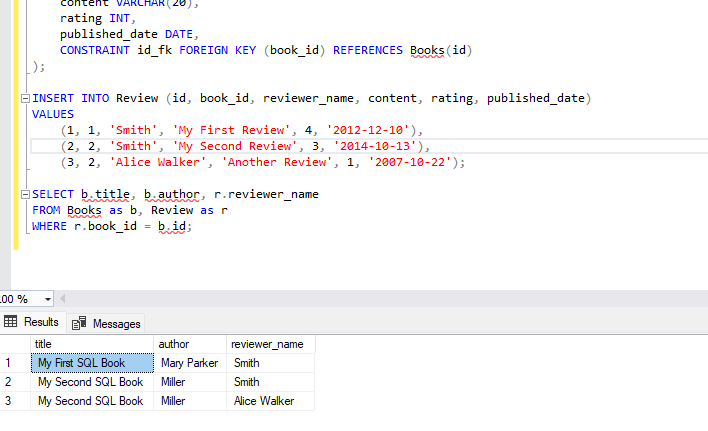 content VARCHAR(20),
rating INT,
published_date DATE,
CONSTRAINT id_fk FOREIGN KEY (book_id) REFERENCES Books(id)
);
INSERT INTO Review (id, book_id, reviewer_name, content, rating, published_date)
VALUES
(1, 1, 'Smith', 'My First Review', 4, '2012-12-10'),
(2, 2, 'Smith', 'My Second Review', 3, '2014-10-13'),
(3, 2, 'Alice Walker', 'Another Review', 1, '2007-10-22');
SELECT b.title, b.author, r.reviewer_name
FROM Books as b, Review as r
WHERE r.book_id = b.id;
.00 %
Results Messages
title author reviewer_name
1 My First SQL Book Mary Parker Smith
2 My Second SQL Book Miller Smith
3 My Second SQL Book Miller Alice Walker